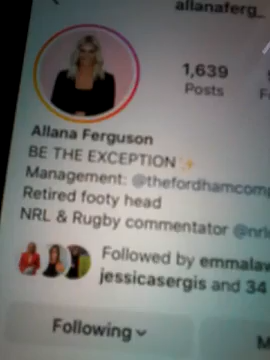 allanaferg_
1,639
Posts
Allana Ferguson
BE THE EXCEPTION✨
Management: @thefordhamcom
Retired footy head
NRL & Rugby commentator @nrl
Followed by emmalaw
jessicasergis and 34
Following
M